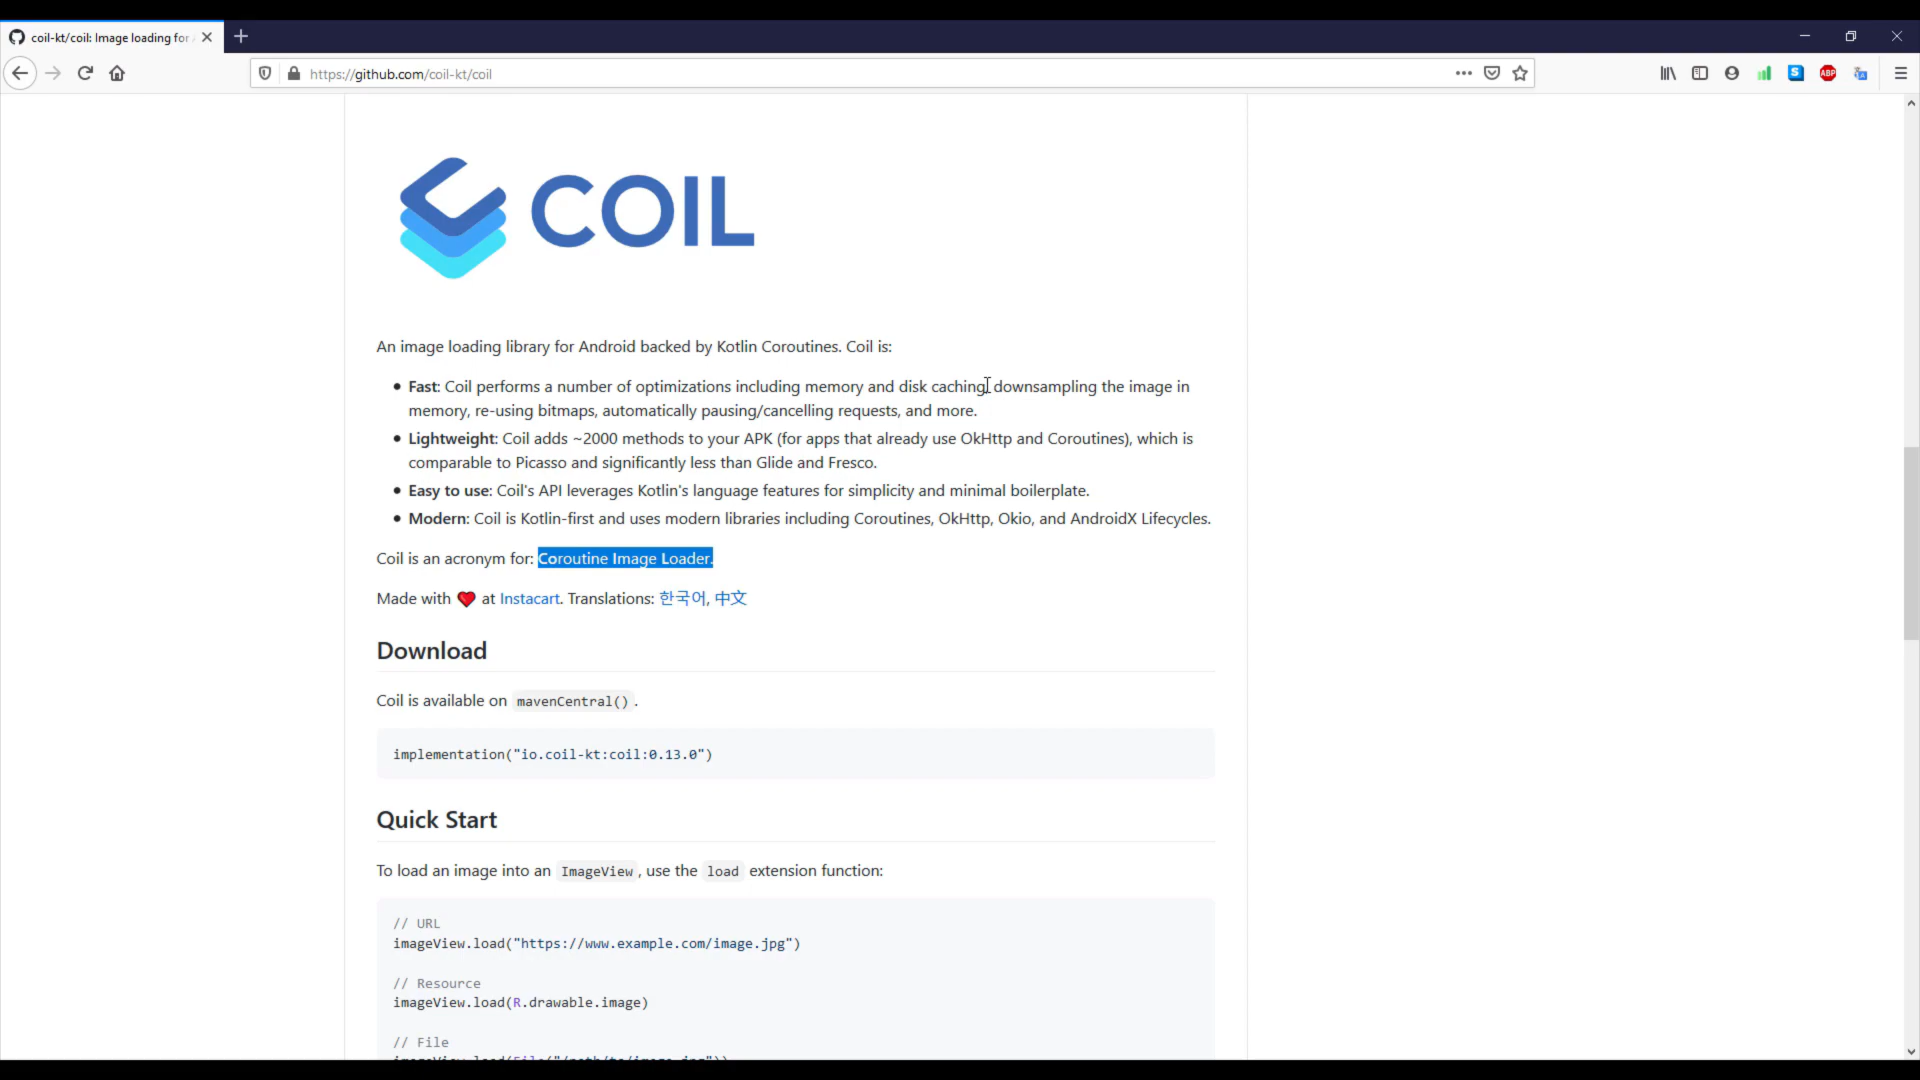 coil-kt/coil: Image loading for
https://github.com/coil-kt/coil
COIL
An image loading library for Android backed by Kotlin Coroutines. Coil is:
Fast: Coil performs a number of optimizations including memory and disk caching, downsampling the image in
memory, re-using bitmaps, automatically pausing/cancelling requests, and more.
Lightweight: Coil adds ~2000 methods to your APK (for apps that already use OkHttp and Coroutines), which is
comparable to Picasso and significantly less than Glide and Fresco.
Easy to use: Coil's API leverages Kotlin's language features for simplicity and minimal boilerplate.
Modern: Coil is Kotlin-first and uses modern libraries including Coroutines, OkHttp, Okio, and AndroidX Lifecycles.
Coil is an acronym for: Coroutine Image Loader.
Made with ❤ at Instacart. Translations: 한국어, 中文
Download
Coil is available on mavenCentral().
implementation("io.coil-kt:coil:0.13.0")
Quick Start
To load an image into an ImageView, use the load extension function:
// URL
imageView.load("https://www.example.com/image.jpg")
// Resource
imageView.load(R.drawable.image)
// File
imageView.load(File("/path/to/image.jpg"))